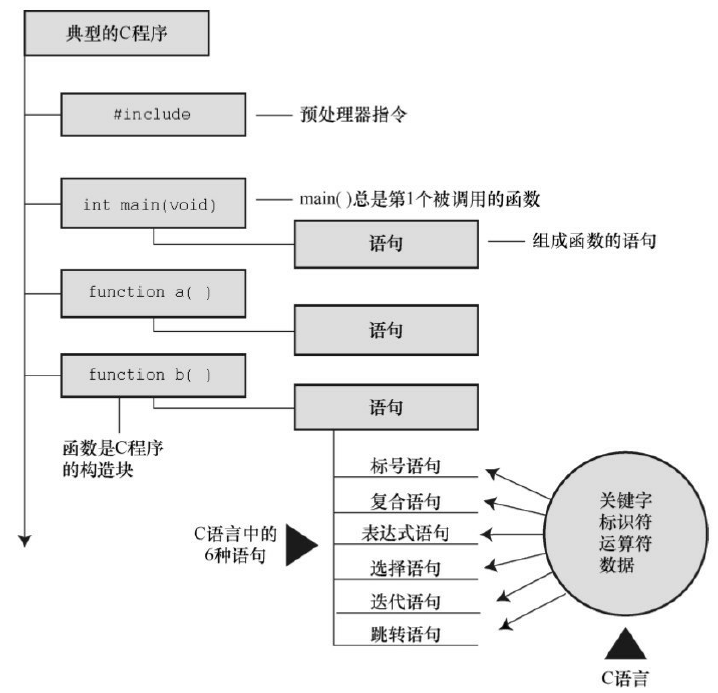 典型的C程序
#include
预处理器指令
int main(void)
main( )总是第1个被调用的函数
语句
组成函数的语句
function a( )
语句
function b( )
语句
函数是C程序
的构造块
标号语句
复合语句
表达式语句
选择语句
迭代语句
跳转语句
C语言中的
6种语句
关键字
标识符
运算符
数据
C语言